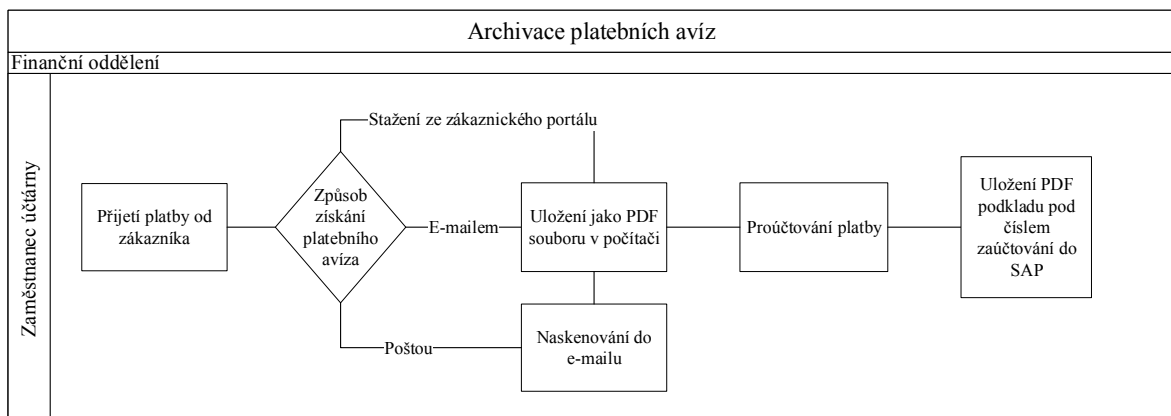 Archivace platebních avíz
Finanční oddělení
Zaměstnanec účtárny
Přijetí platby od
zákazníka
Způsob
získání
platebního
avíza
Stažení ze zákaznického portálu
E-mailem
Poštou
Uložení jako PDF
souboru v počítači
Naskenování do
e-mailu
Proúčtování platby
Uložení PDF
podkladu pod
číslem
zaúčtování do
SAP